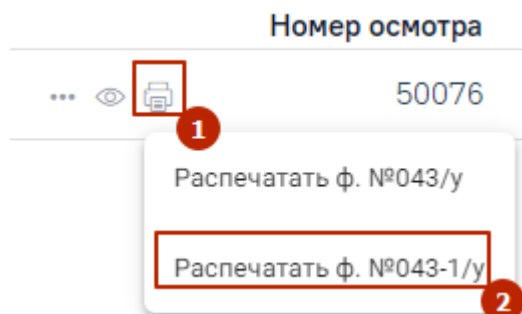 Номер осмотра
50076
1
Распечатать ф. №043/у
Распечатать ф. №043-1/у
2